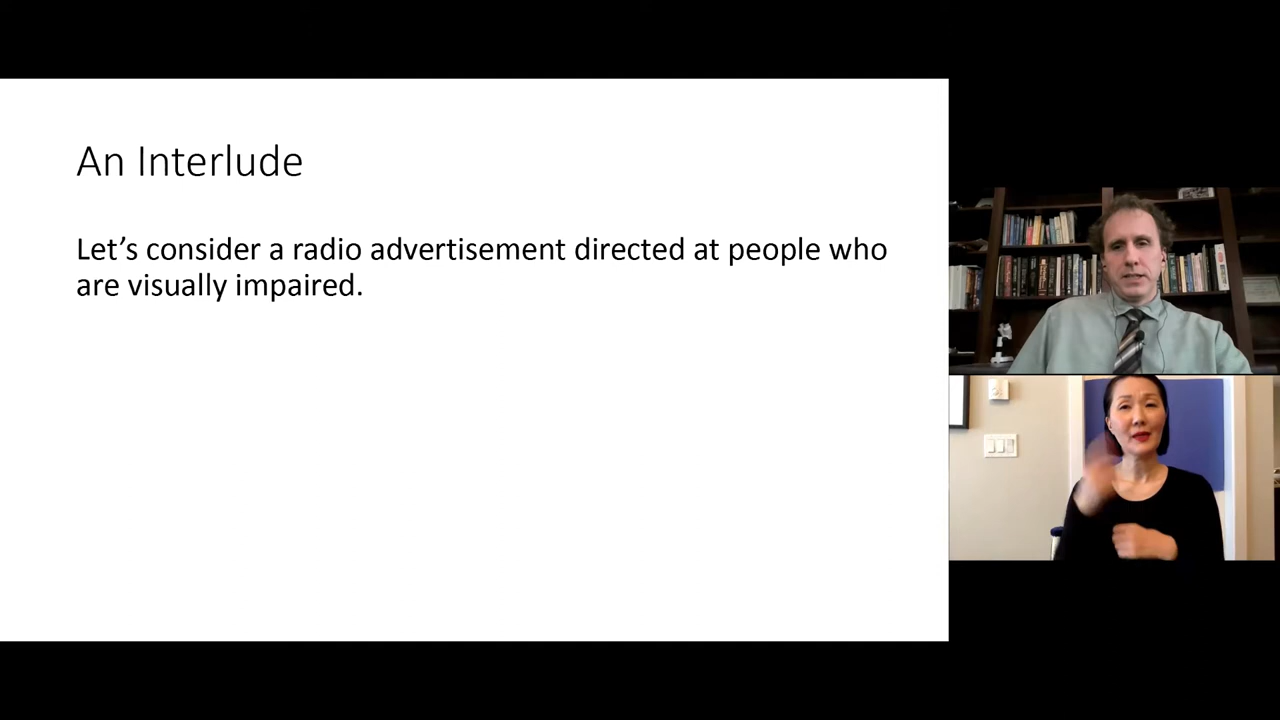 An Interlude
Let’s consider a radio advertisement directed at people who
are visually impaired.